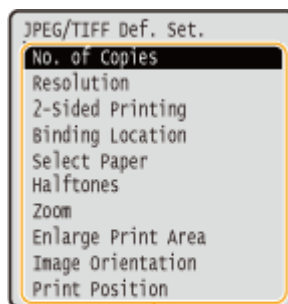 JPEG/TIFF Def. Set.
No. of Copies
Resolution
2-Sided Printing
Binding Location
Select Paper
Halftones
Zoom
Enlarge Print Area
Image Orientation
Print Position